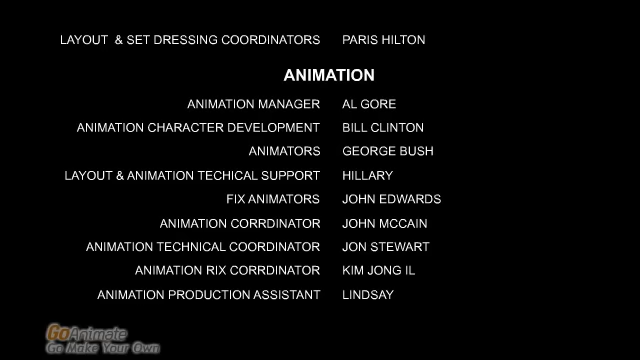 LAYOUT & SET DRESSING COORDINATORS PARIS HILTON
ANIMATION
ANIMATION MANAGER AL GORE
ANIMATION CHARACTER DEVELOPMENT BILL CLINTON
ANIMATORS GEORGE BUSH
LAYOUT & ANIMATION TECHICAL SUPPORT HILLARY
FIX ANIMATORS JOHN EDWARDS
ANIMATION CORRDINATOR JOHN MCCAIN
ANIMATION TECHNICAL COORDINATOR JON STEWART
ANIMATION RIX CORRDINATOR KIM JONG IL
ANIMATION PRODUCTION ASSISTANT LINDSAY
GoAnimate
Go Make Your Own